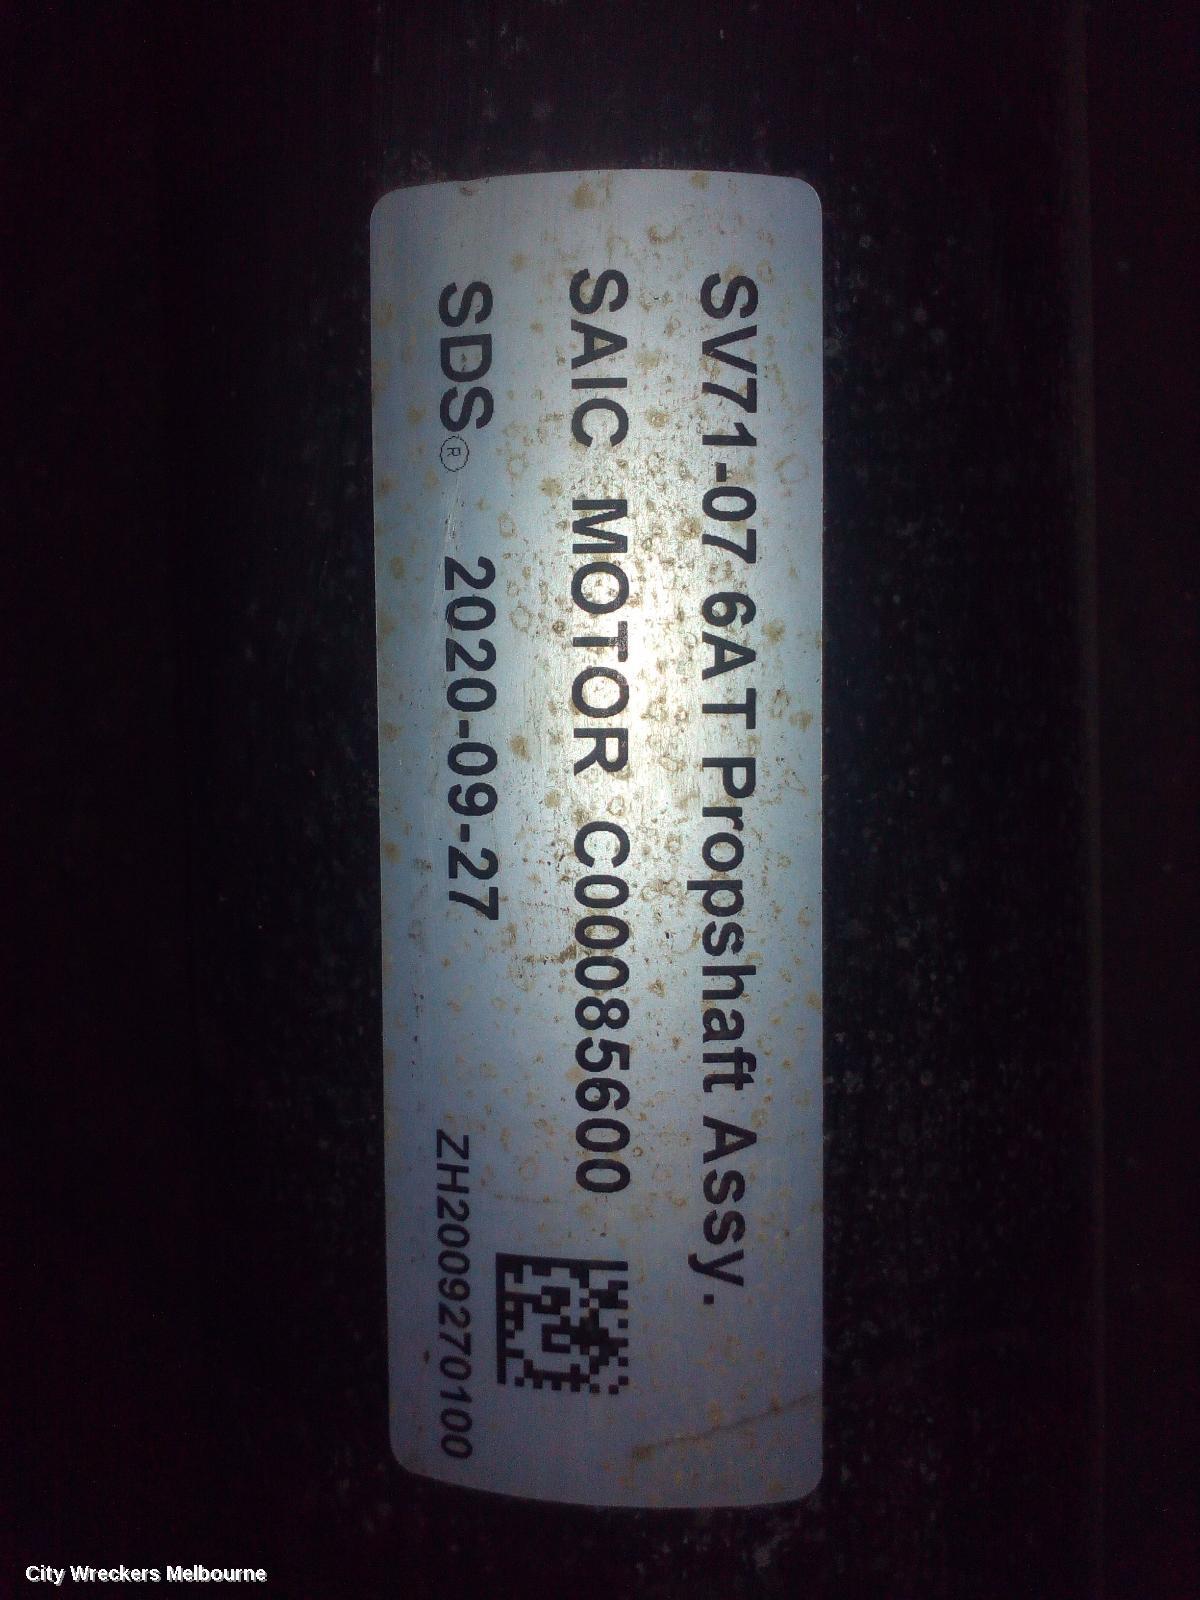 SV71-07 6AT Propshaft Assy.
SAIC MOTOR C00085600
SDS® 2020-09-27
ZH2009270100
City Wreckers Melbourne